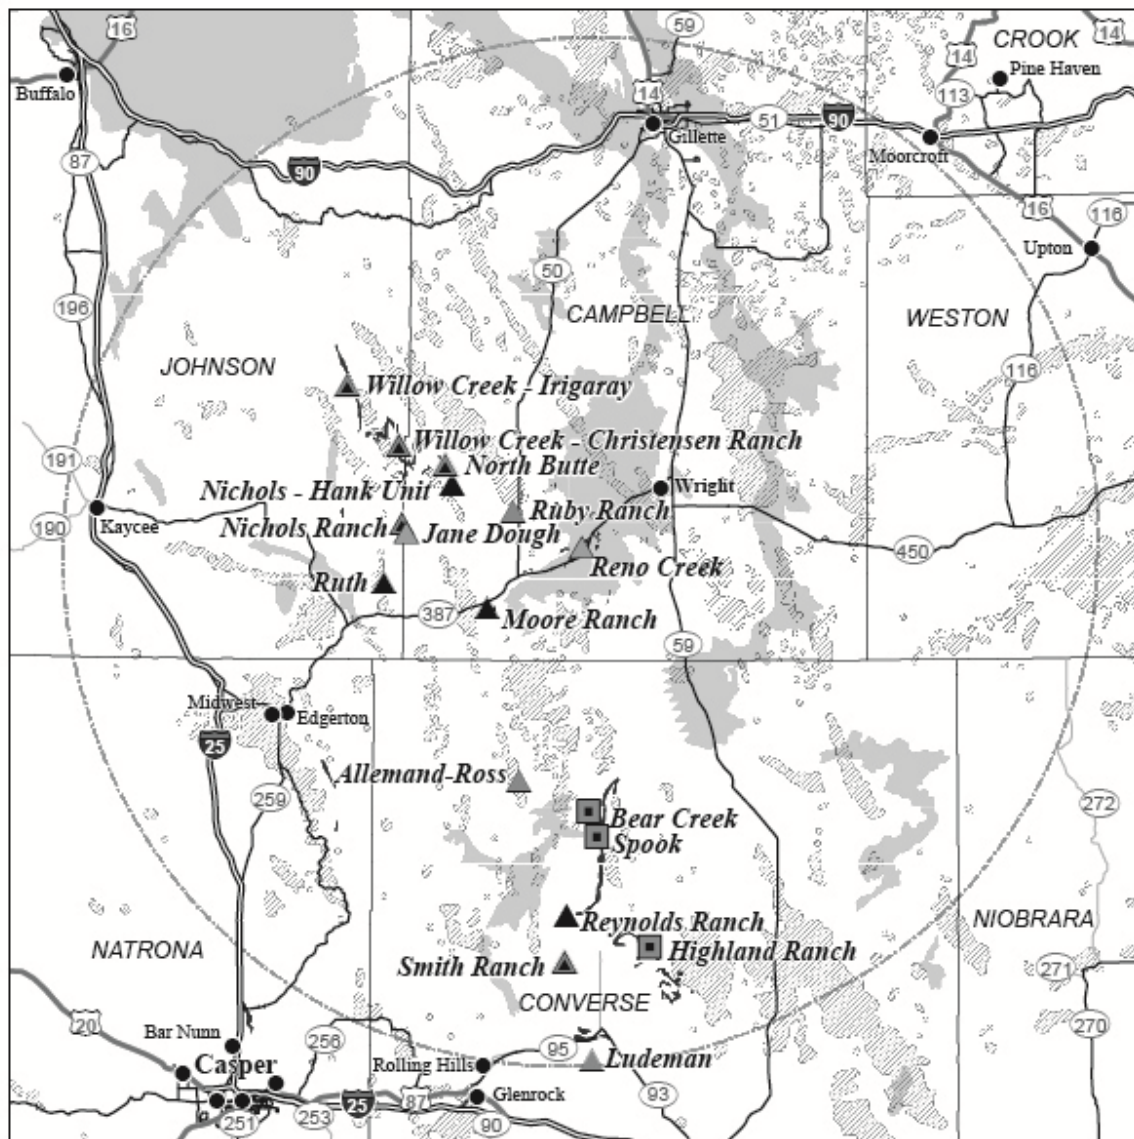 59
14
16
CROOK
14
Pine Haven
Buffalo
14
113
51
90
Gillette
Moorcroft
87
90
16
116
Upton
50
196
CAMPBELL
WESTON
JOHNSON
116
Willow Creek - Irigaray
Willow Creek - Christensen Ranch
191
North Butte
Nichols - Hank Unit
Wright
190
Kaycee
Nichols Ranch
Ruby Ranch
Jane Dough
450
Reno Creek
Ruth
387
Moore Ranch
59
Midwest
Edgerton
25
Allemand-Ross
259
272
Bear Creek
Spook
Reynolds Ranch
NIOBRARA
NATRONA
Highland Ranch
Smith Ranch
271
CONVERSE
20
Bar Nunn
270
256
95
Casper
Rolling Hills
Ludeman
Glenrock
93
25
87
251
253
90